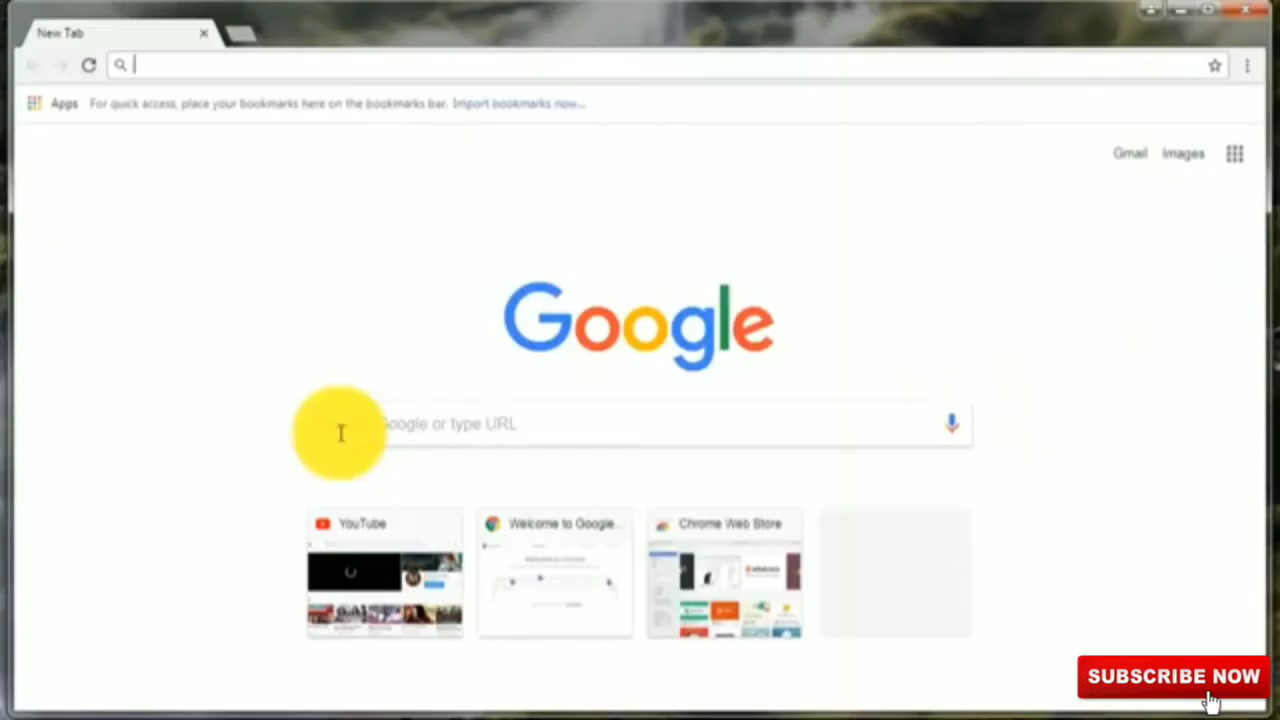 New Tab
Apps For quick access, place your bookmarks here on the bookmarks bar. Import bookmarks now...
Gmail Images
Google
Google or type URL
YouTube
Welcome to Google...
Chrome Web Store
SUBSCRIBE NOW